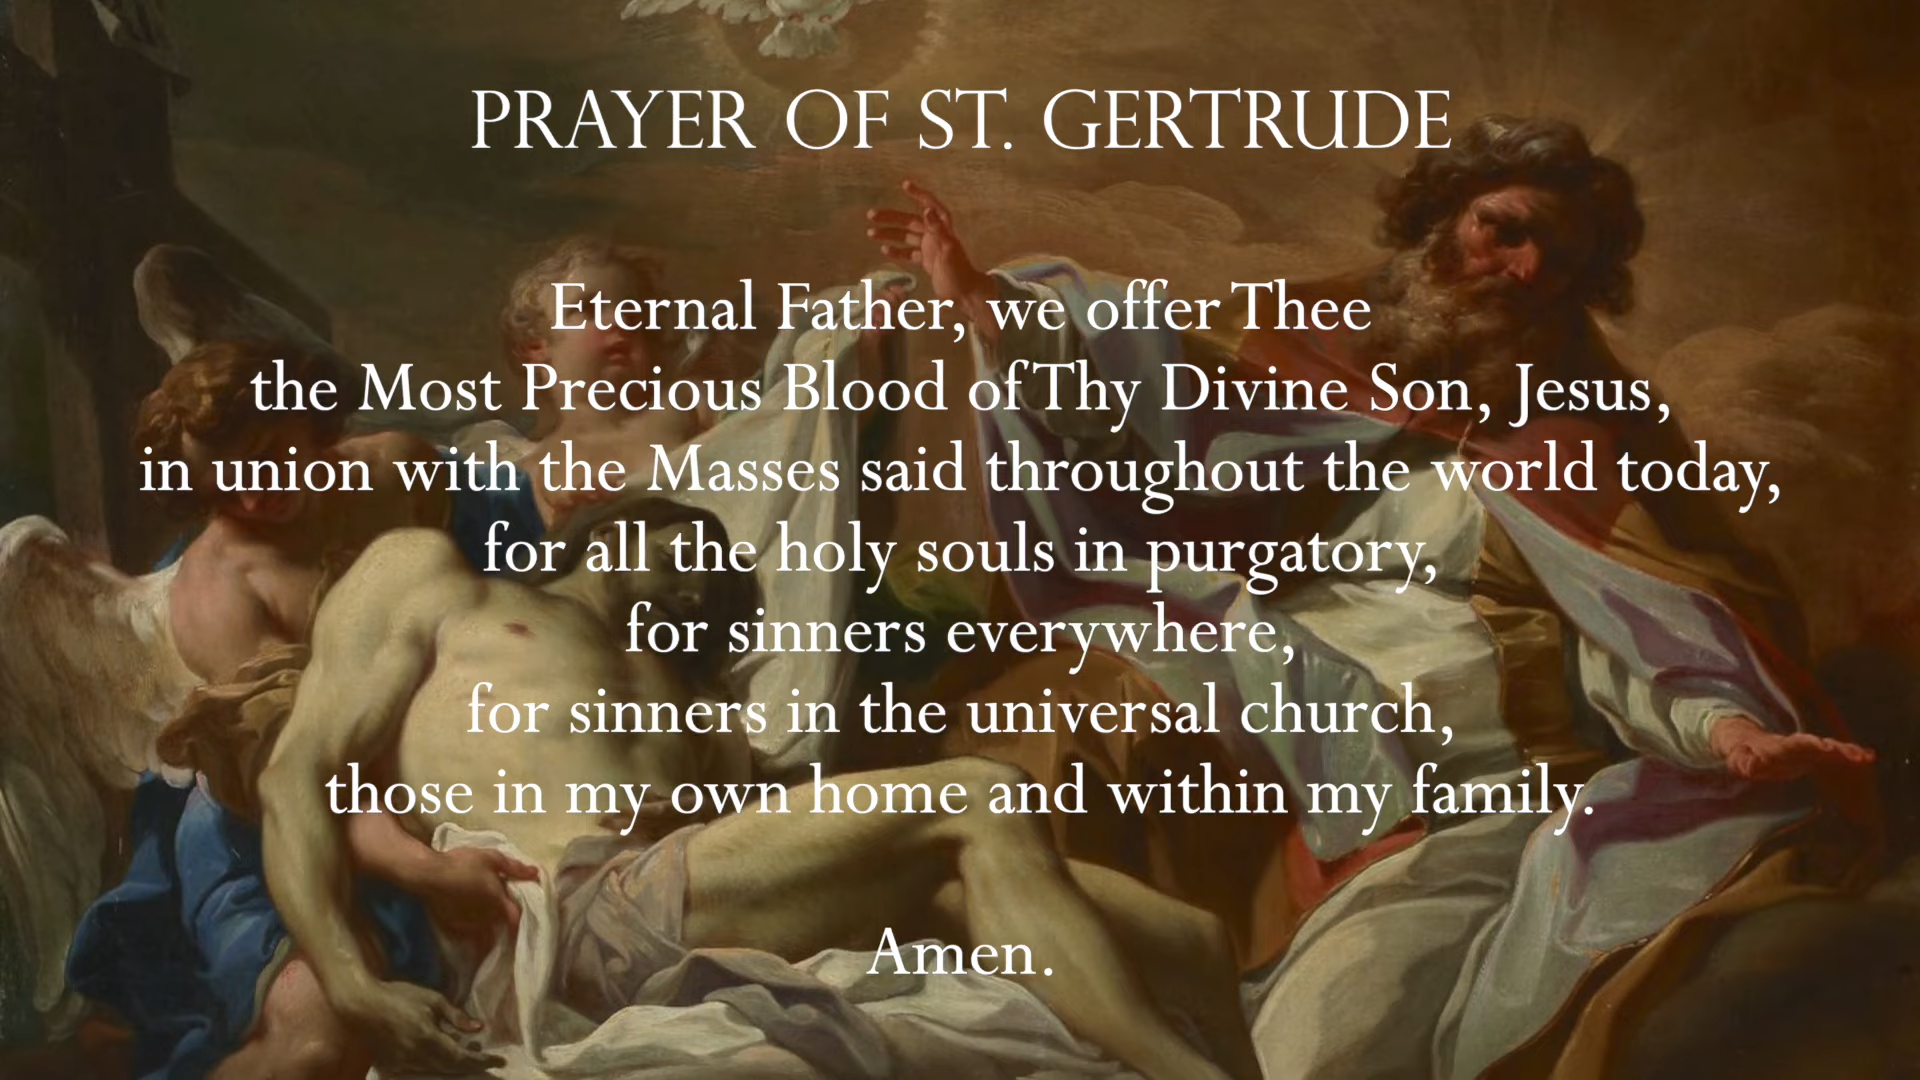 PRAYER OF ST. GERTRUDE
Eternal Father, we offer Thee
the Most Precious Blood of Thy Divine Son, Jesus,
in union with the Masses said throughout the world today,
for all the holy souls in purgatory,
for sinners everywhere,
for sinners in the universal church,
those in my own home and within my family.
Amen.